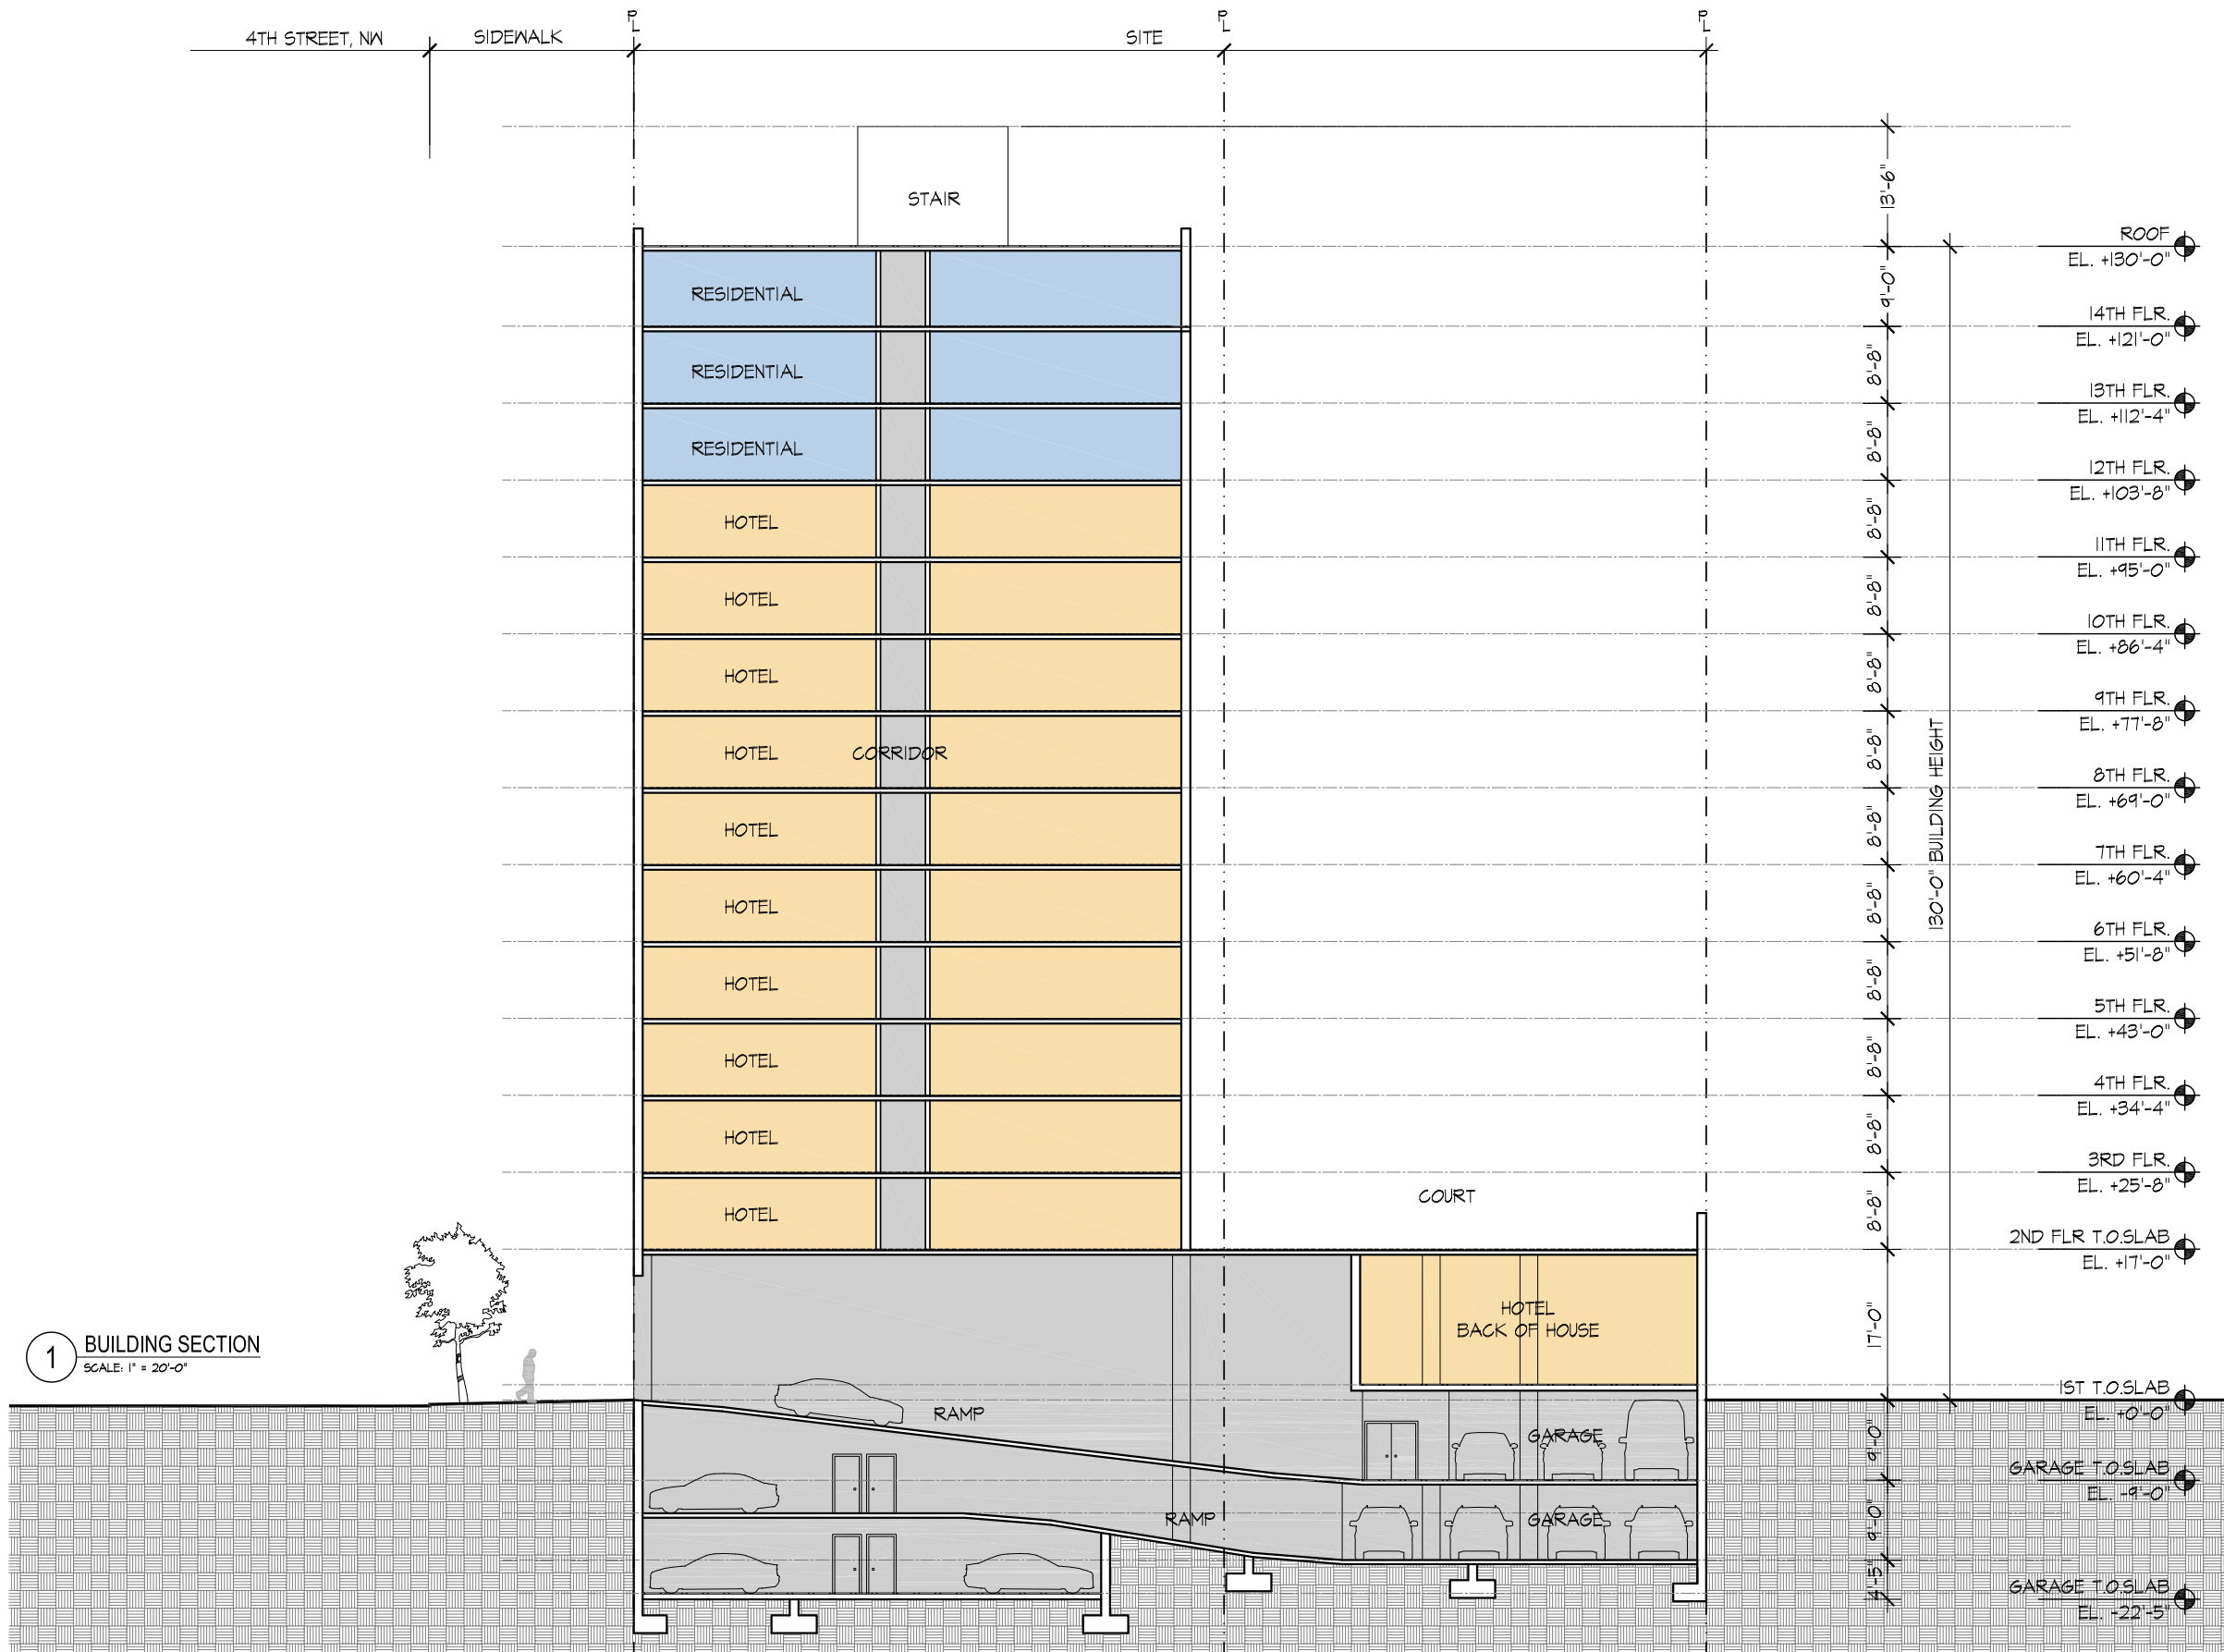 P
L
P
L
P
L
4TH STREET, NW
SIDEWALK
SITE
STAIR
13'-6"
ROOF
EL. +130'-0"
RESIDENTIAL
9'-0"
14TH FLR.
EL. +121'-0"
RESIDENTIAL
8'-8"
13TH FLR.
EL. +112'-4"
RESIDENTIAL
8'-8"
12TH FLR.
EL. +103'-8"
HOTEL
8'-8"
11TH FLR.
EL. +95'-0"
HOTEL
8'-8"
10TH FLR.
EL. +86'-4"
HOTEL
8'-8"
9TH FLR.
EL. +77'-8"
HOTEL
CORRIDOR
8'-8"
130'-0" BUILDING HEIGHT
8TH FLR.
EL. +69'-0"
HOTEL
8'-8"
7TH FLR.
EL. +60'-4"
HOTEL
8'-8"
6TH FLR.
EL. +51'-8"
HOTEL
8'-8"
5TH FLR.
EL. +43'-0"
HOTEL
8'-8"
4TH FLR.
EL. +34'-4"
HOTEL
8'-8"
3RD FLR.
EL. +25'-8"
HOTEL
COURT
8'-8"
2ND FLR T.O.SLAB
EL. +17'-0"
HOTEL
BACK OF HOUSE
17'-0"
1
BUILDING SECTION
SCALE: 1" = 20'-0"
1ST T.O.SLAB
EL. +0'-0"
RAMP
GARAGE
9'-0"
GARAGE T.O.SLAB
EL. -9'-0"
RAMP
GARAGE
9'-0"
4'-5"
GARAGE T.O.SLAB
EL. -22'-5"